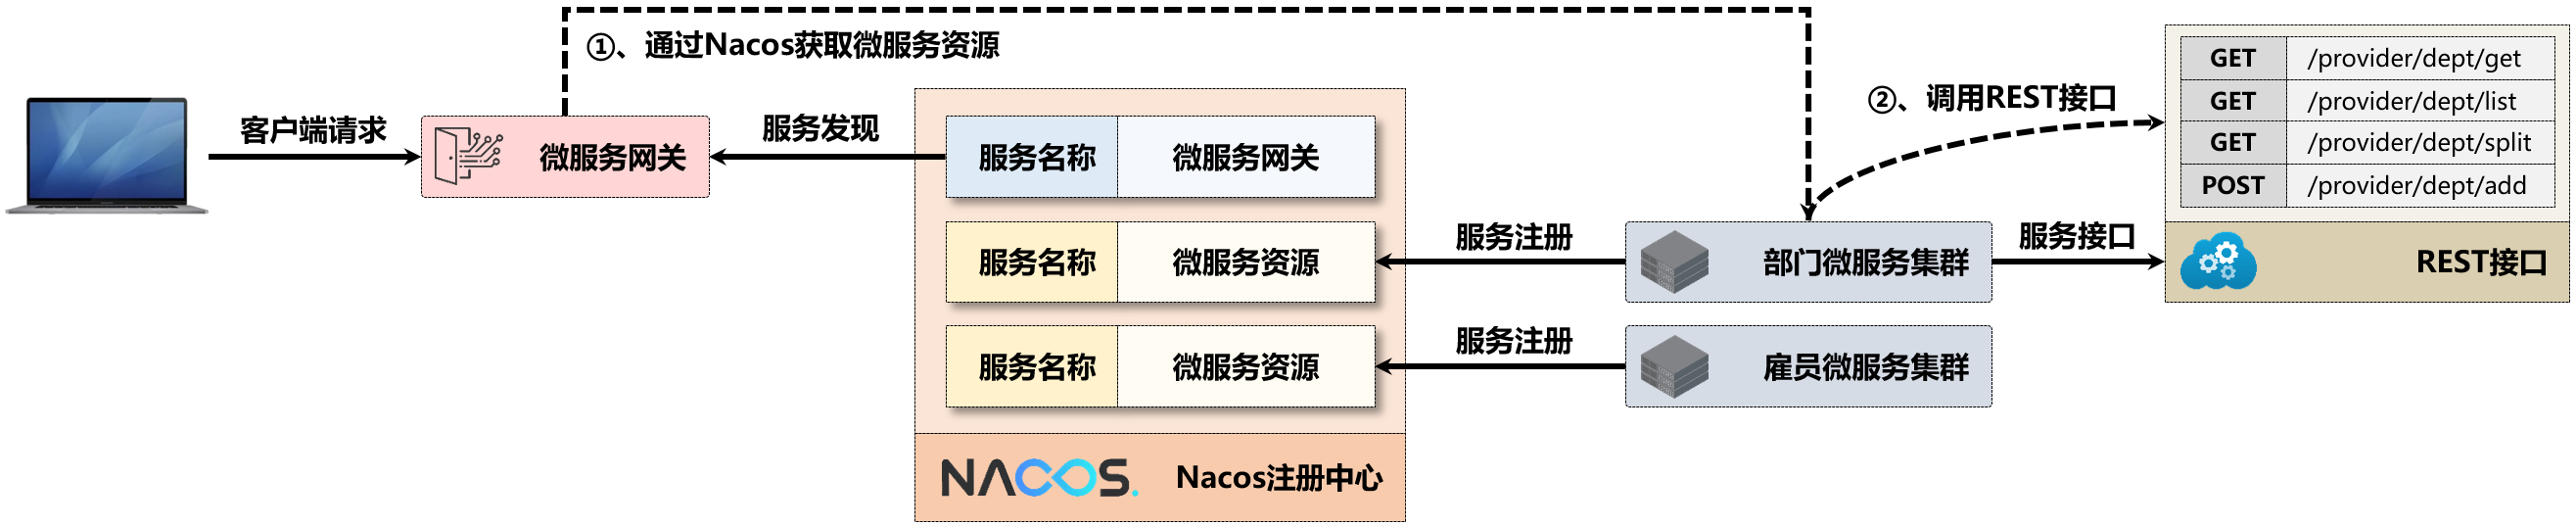 ①、通过Nacos获取微服务资源
客户端请求
微服务网关
服务发现
服务名称 微服务网关
服务名称 微服务资源
服务名称 微服务资源
NACOS. Nacos注册中心
服务注册
服务注册
部门微服务集群
雇员微服务集群
②、调用REST接口
服务接口
GET /provider/dept/get
GET /provider/dept/list
GET /provider/dept/split
POST /provider/dept/add
REST接口